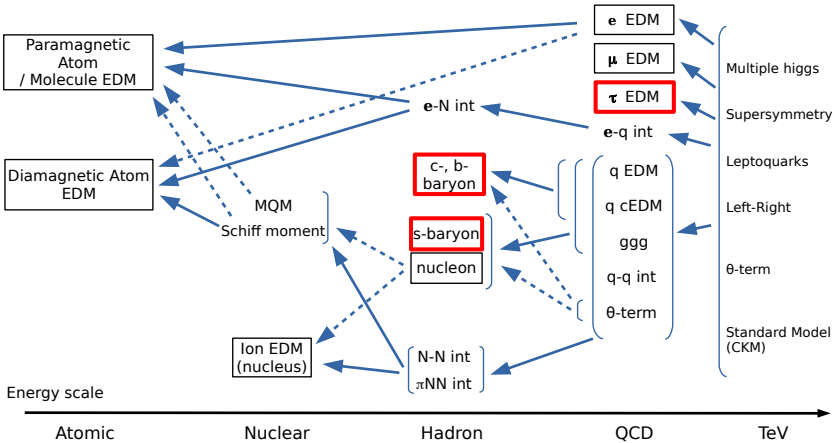 Paramagnetic
Atom
/ Molecule EDM
Diamagnetic Atom
EDM
MQM
Schiff moment
Ion EDM
(nucleus)
e-N int
c-, b-
baryon
s-baryon
nucleon
N-N int
πNN int
e EDM
μ EDM
τ EDM
e-q int
q EDM
q cEDM
ggg
q-q int
θ-term
Multiple higgs
Supersymmetry
Leptoquarks
Left-Right
θ-term
Standard Model
(CKM)
Energy scale
Atomic
Nuclear
Hadron
QCD
TeV